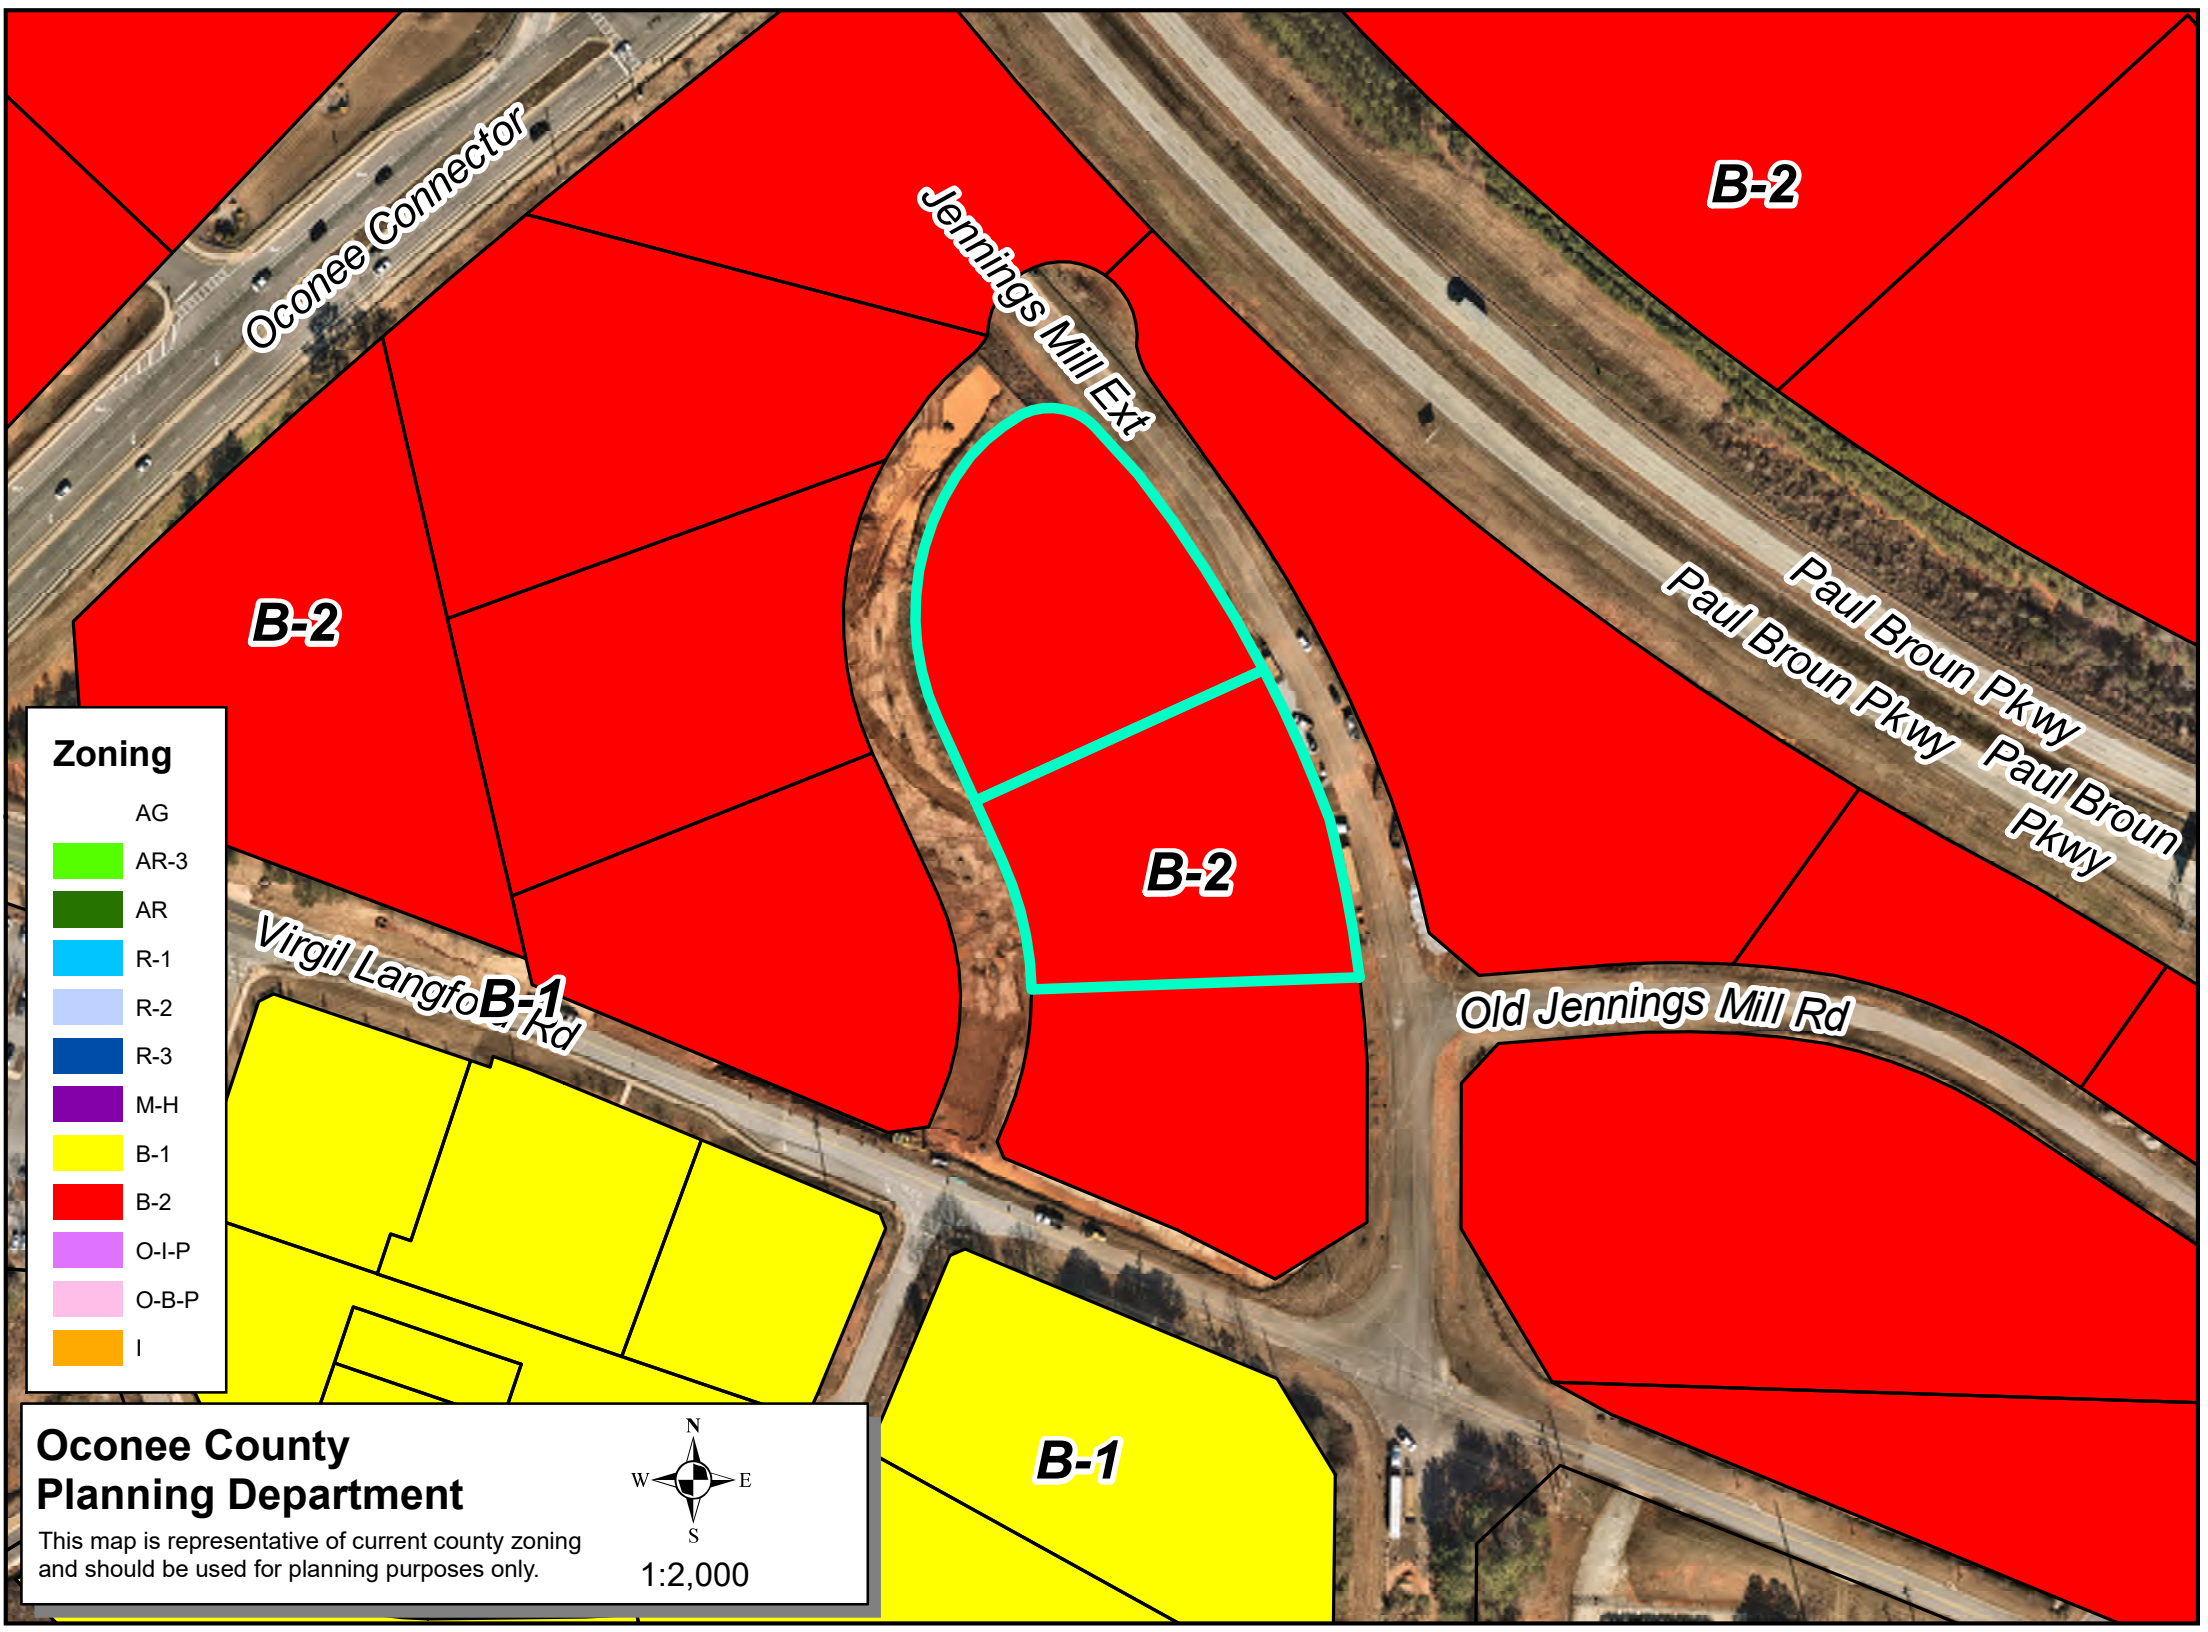 B-2
Oconee Connector
Jennings Mill Ext
Paul Broun Pkwy
Paul Broun Pkwy
Paul Broun
Pkwy
B-2
B-2
Virgil Langford Rd
B-1
Old Jennings Mill Rd
B-1
Zoning
AG
AR-3
AR
R-1
R-2
R-3
M-H
B-1
B-2
O-I-P
O-B-P
I
Oconee County
Planning Department
This map is representative of current county zoning
and should be used for planning purposes only.
N
W E
S
1:2,000